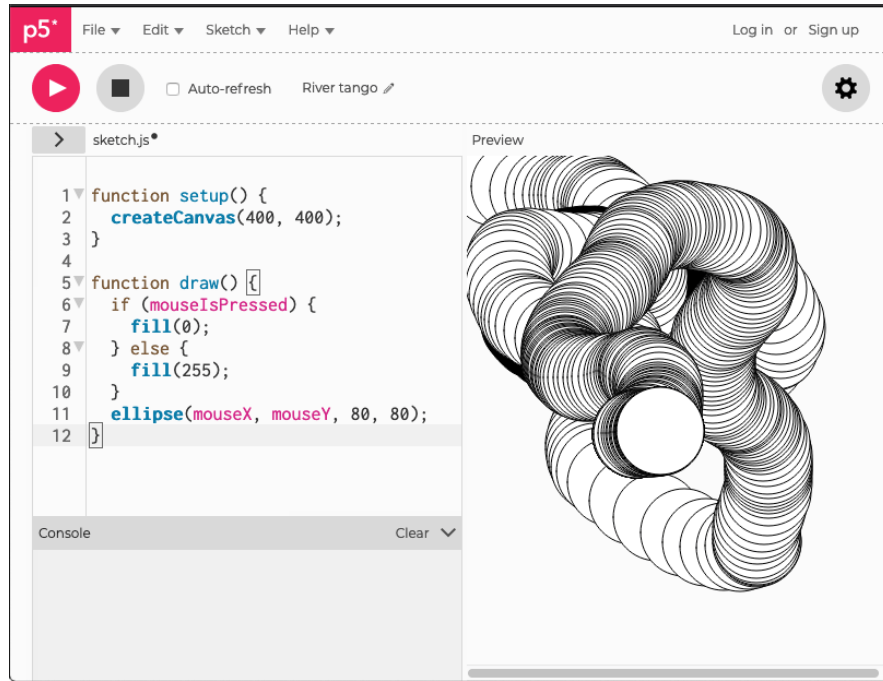 p5* File Edit Sketch Help Log in or Sign up
Auto-refresh River tango
sketch.js
Preview
1 function setup() {
2   createCanvas(400, 400);
3 }
4
5 function draw() {
6   if (mouseIsPressed) {
7     fill(0);
8   } else {
9     fill(255);
10   }
11   ellipse(mouseX, mouseY, 80, 80);
12 }
Console Clear